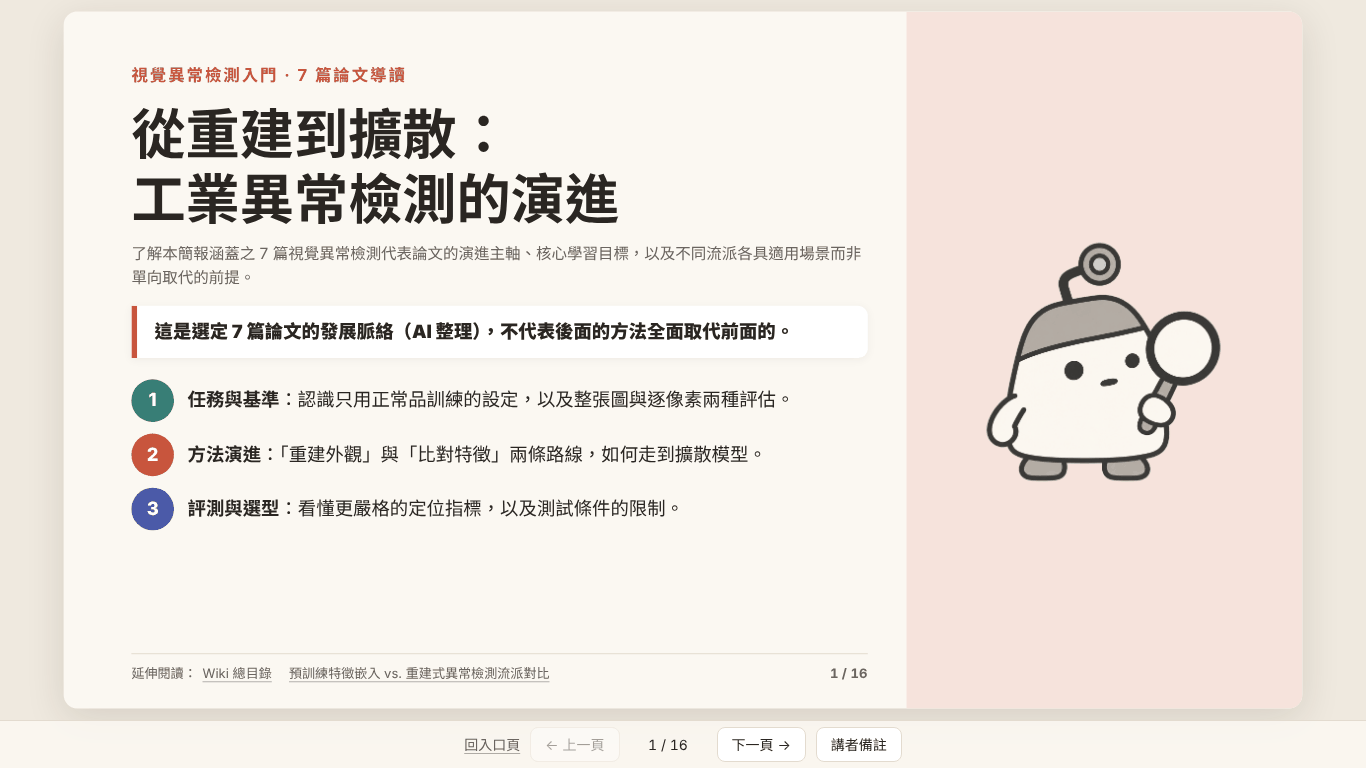 視覺異常檢測入門 · 7 篇論文導讀
從重建到擴散：
工業異常檢測的演進
了解本簡報涵蓋之 7 篇視覺異常檢測代表論文的演進主軸、核心學習目標，以及不同流派各具適用場景而非
單向取代的前提。
這是選定 7 篇論文的發展脈絡（AI 整理），不代表後面的方法全面取代前面的。
1 任務與基準：認識只用正常品訓練的設定，以及整張圖與逐像素兩種評估。
2 方法演進：「重建外觀」與「比對特徵」兩條路線，如何走到擴散模型。
3 評測與選型：看懂更嚴格的定位指標，以及測試條件的限制。
延伸閱讀： Wiki 總目錄 預訓練特徵嵌入 vs. 重建式異常檢測流派對比 1 / 16
回入口頁 ← 上一頁 1 / 16 下一頁 → 講者備註